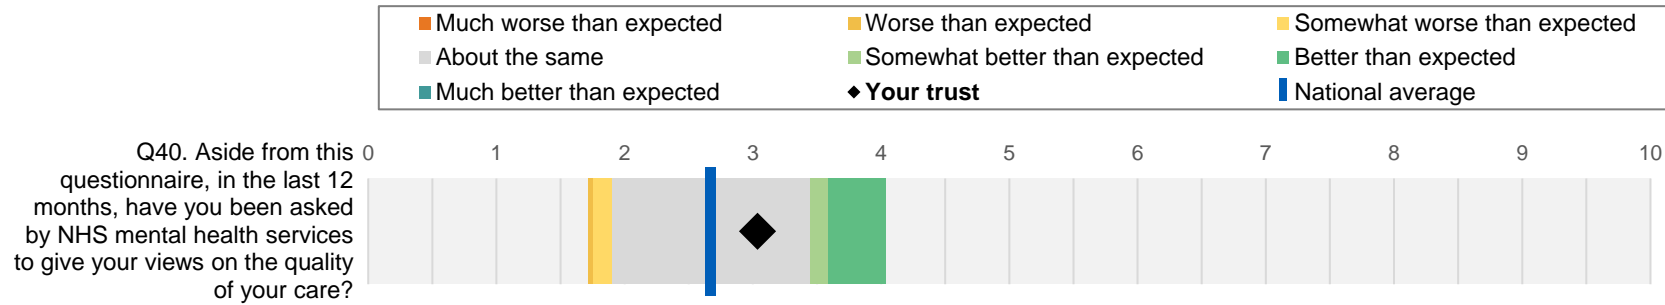 Much worse than expected
Worse than expected
Somewhat worse than expected
About the same
Somewhat better than expected
Better than expected
Much better than expected
Your trust
National average
Q40. Aside from this
questionnaire, in the last 12
months, have you been asked
by NHS mental health services
to give your views on the quality
of your care?
0 1 2 3 4 5 6 7 8 9 10